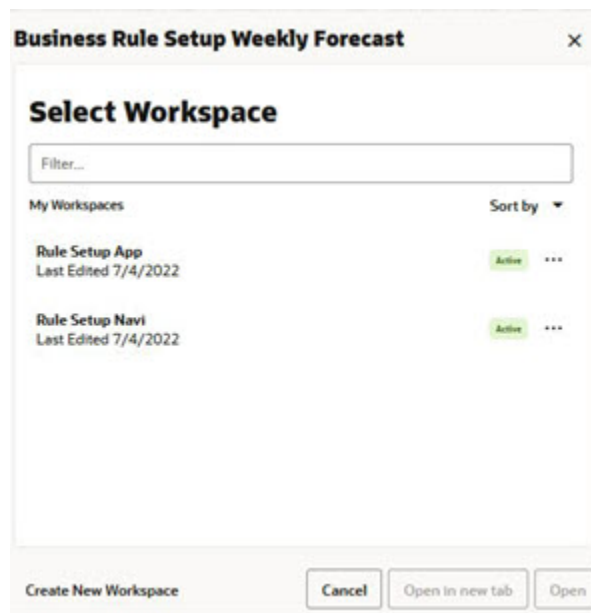 Business Rule Setup Weekly Forecast ×
Select Workspace
Filter...
My Workspaces Sort by
Rule Setup App
Last Edited 7/4/2022
Active ...
Rule Setup Navi
Last Edited 7/4/2022
Active ...
Create New Workspace Cancel Open in new tab Open